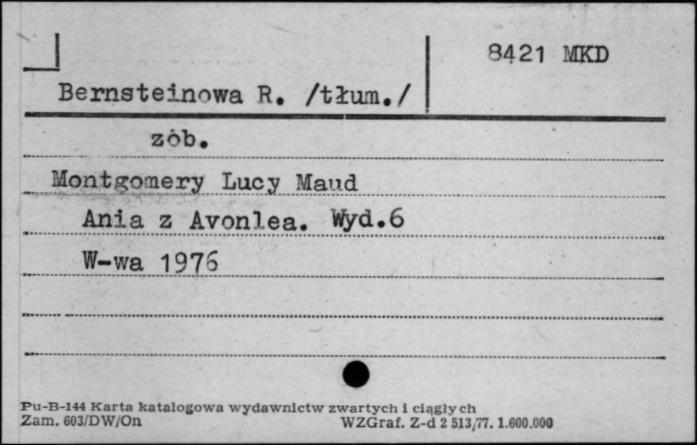 8421 MKD
Bernsteinowa R. /tłum./
zób.
Montgomery Lucy Maud
Ania z Avonlea. Wyd.6
W-wa 1976
Pu-B-144 Karta katalogowa wydawnictw zwartych i ciągłych
Zam. 603/DW/On WZGraf. Z-d 2 513/77. 1.600.000